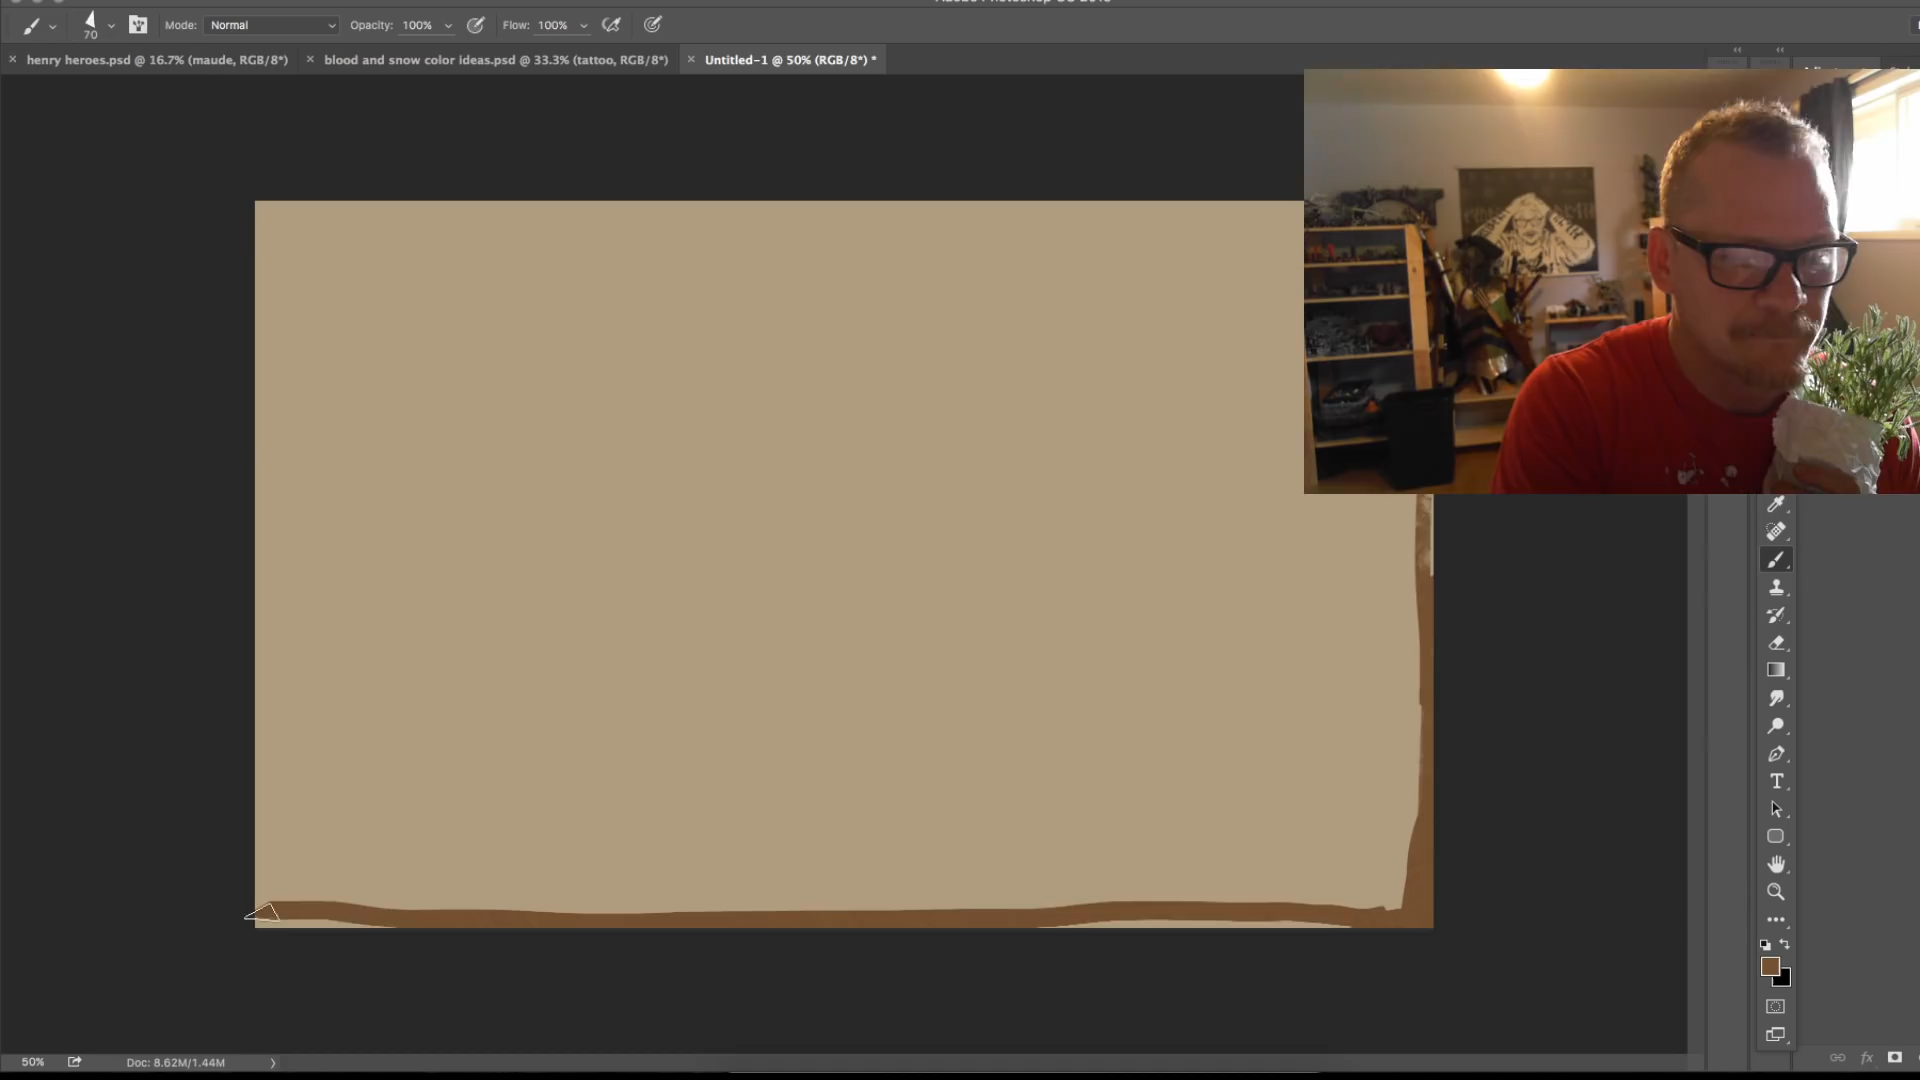 70
Mode: Normal
Opacity: 100%
Flow: 100%
henry heroes.psd @ 16.7% (maude, RGB/8*)
blood and snow color ideas.psd @ 33.3% (tattoo, RGB/8*)
Untitled-1 @ 50% (RGB/8*) *
T
50%
Doc: 8.62M/1.44M
fx